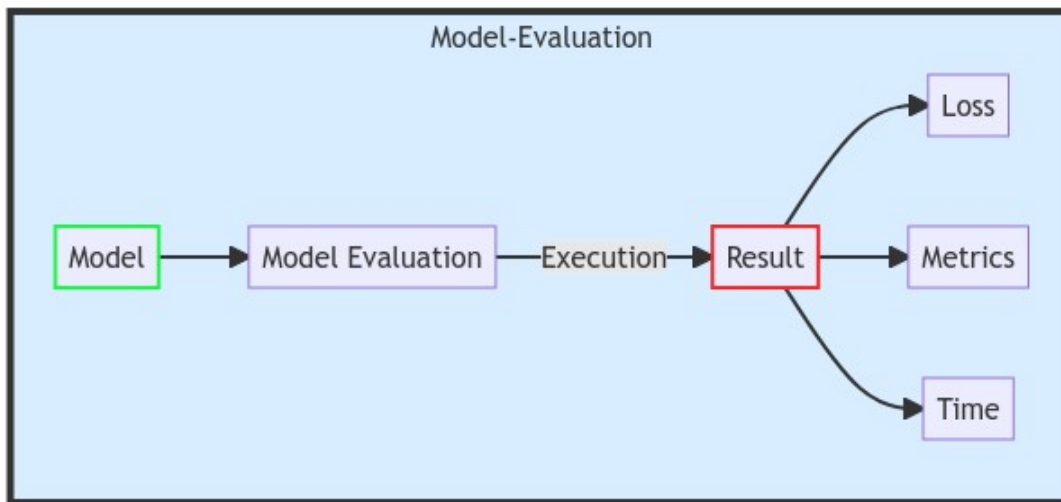 Model-Evaluation
Loss
Model
Model Evaluation
Execution
Result
Metrics
Time